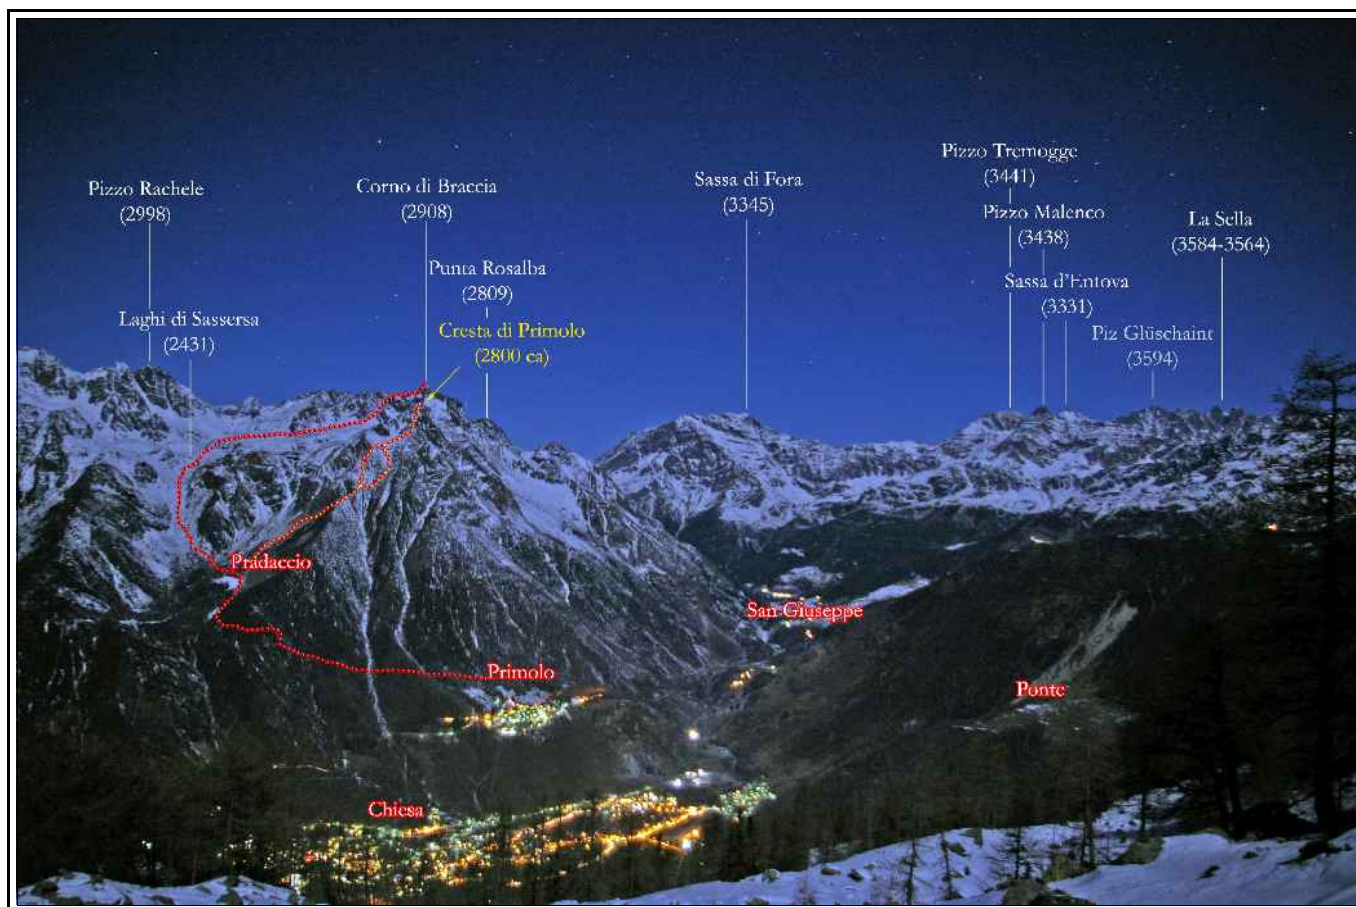 Pizzo Tremogge
(3441)
Pizzo Rachele
(2998)
Corno di Braccia
(2908)
Sassa di Fora
(3345)
Pizzo Malenco
(3438)
La Sella
(3584-3564)
Punta Rosalba
(2809)
Sassa d'Entova
(3331)
Laghi di Sassersa
(2431)
Cresta di Primolo
(2800 ca)
Piz Glüschaint
(3594)
Pradaccio
San Giuseppe
Primolo
Ponte
Chiesa